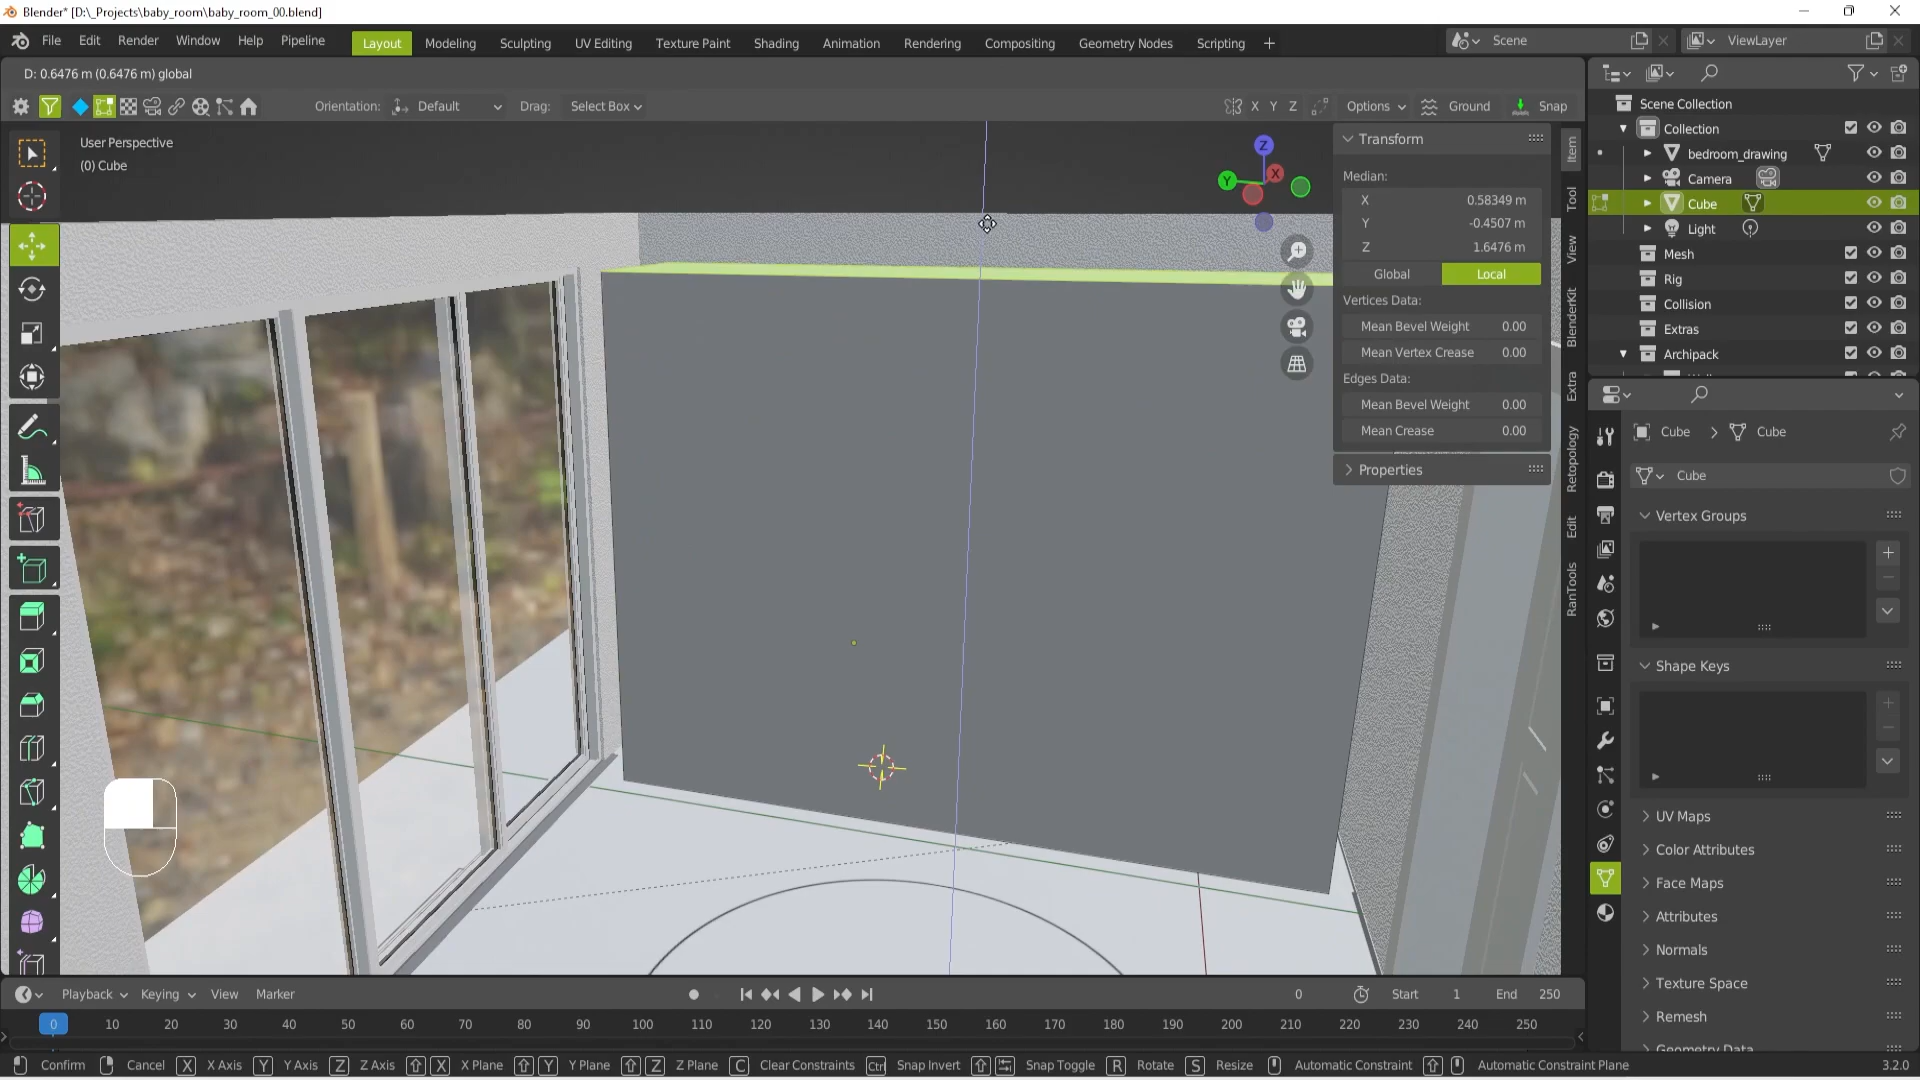 Blender* [D:\_Projects\baby_room\baby_room_00.blend]
File Edit Render Window Help Pipeline Layout Modeling Sculpting UV Editing Texture Paint Shading Animation Rendering Compositing Geometry Nodes Scripting + Scene ViewLayer
D: 0.6476 m (0.6476 m) global
Orientation: Default Drag: Select Box X Y Z Options Ground Snap
User Perspective
(0) Cube
Z
Y
X
Transform
Median:
X 0.58349 m
Y -0.4507 m
Z 1.6476 m
Global Local
Vertices Data:
Mean Bevel Weight 0.00
Mean Vertex Crease 0.00
Edges Data:
Mean Bevel Weight 0.00
Mean Crease 0.00
Properties
Item
Tool
View
BlenderKit
Extra
Retopology
Edit
RanTools
Scene Collection
Collection
bedroom_drawing
Camera
Cube
Light
Mesh
Rig
Collision
Extras
Archipack
Cube > Cube
Cube
Vertex Groups
Shape Keys
UV Maps
Color Attributes
Face Maps
Attributes
Normals
Texture Space
Remesh
Geometry Data
Playback Keying View Marker 0 Start 1 End 250
0 10 20 30 40 50 60 70 80 90 100 110 120 130 140 150 160 170 180 190 200 210 220 230 240 250
Confirm Cancel X X Axis Y Y Axis Z Z Axis X X Plane Y Y Plane Z Z Plane C Clear Constraints Ctrl Snap Invert Snap Toggle R Rotate S Resize Automatic Constraint Automatic Constraint Plane 3.2.0